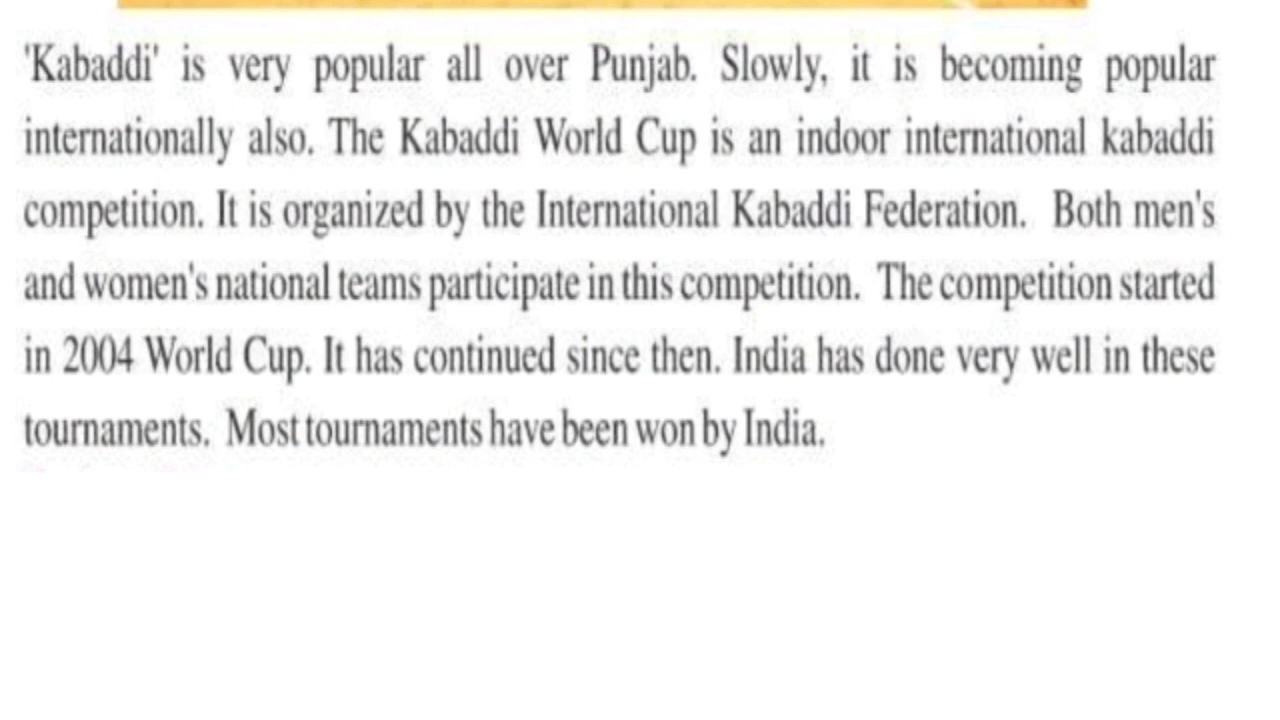 'Kabaddi' is very popular all over Punjab. Slowly, it is becoming popular
internationally also. The Kabaddi World Cup is an indoor international kabaddi
competition. It is organized by the International Kabaddi Federation. Both men's
and women's national teams participate in this competition. The competition started
in 2004 World Cup. It has continued since then. India has done very well in these
tournaments. Most tournaments have been won by India.